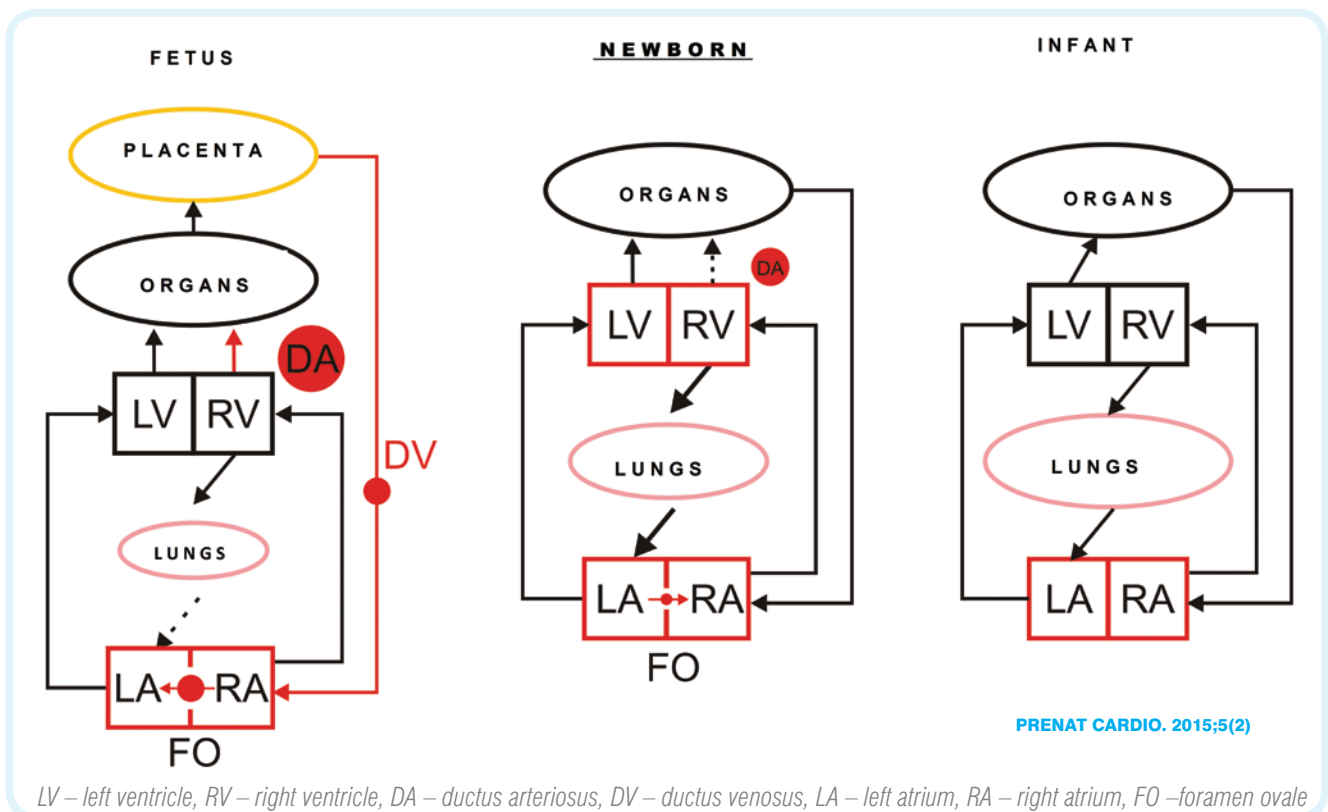 FETUS
PLACENTA
ORGANS
DA
LV RV
DV
LUNGS
LA RA
FO
NEWBORN
ORGANS
DA
LV RV
LUNGS
LA RA
FO
INFANT
ORGANS
LV RV
LUNGS
LA RA
PRENAT CARDIO. 2015;5(2)
LV – left ventricle, RV – right ventricle, DA – ductus arteriosus, DV – ductus venosus, LA – left atrium, RA – right atrium, FO –foramen ovale